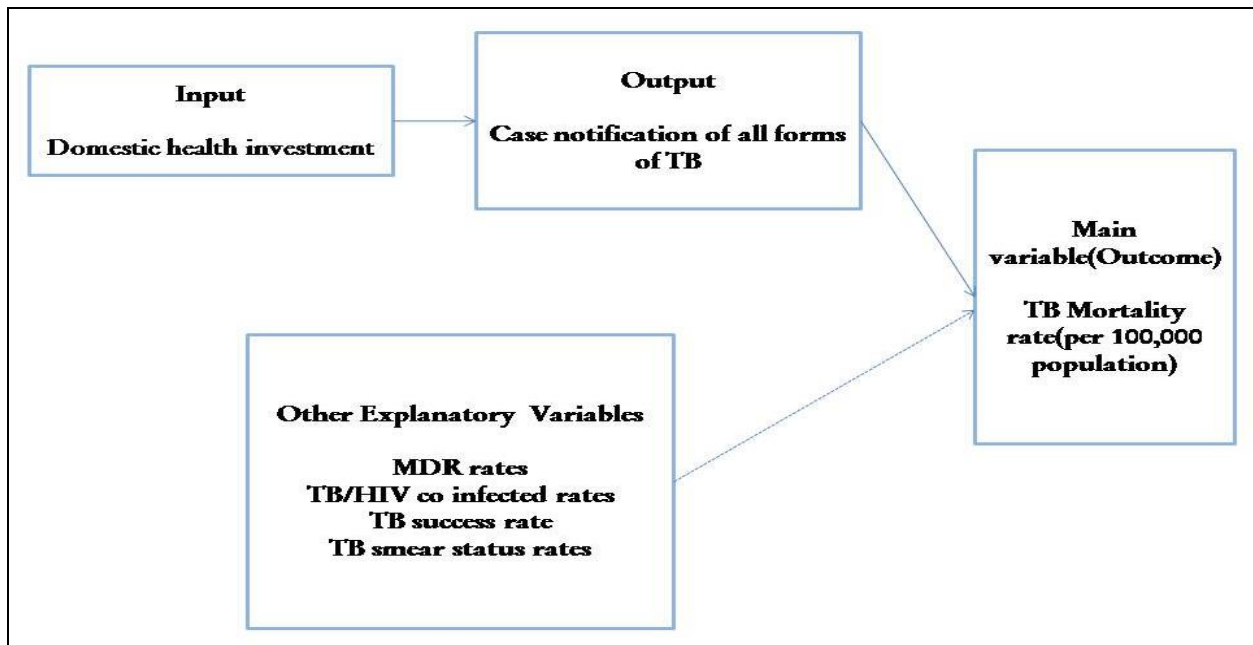 Input
Domestic health investment
Output
Case notification of all forms
of TB
Main
variable(Outcome)
TB Mortality
rate(per 100,000
population)
Other Explanatory Variables
MDR rates
TB/HIV co infected rates
TB success rate
TB smear status rates